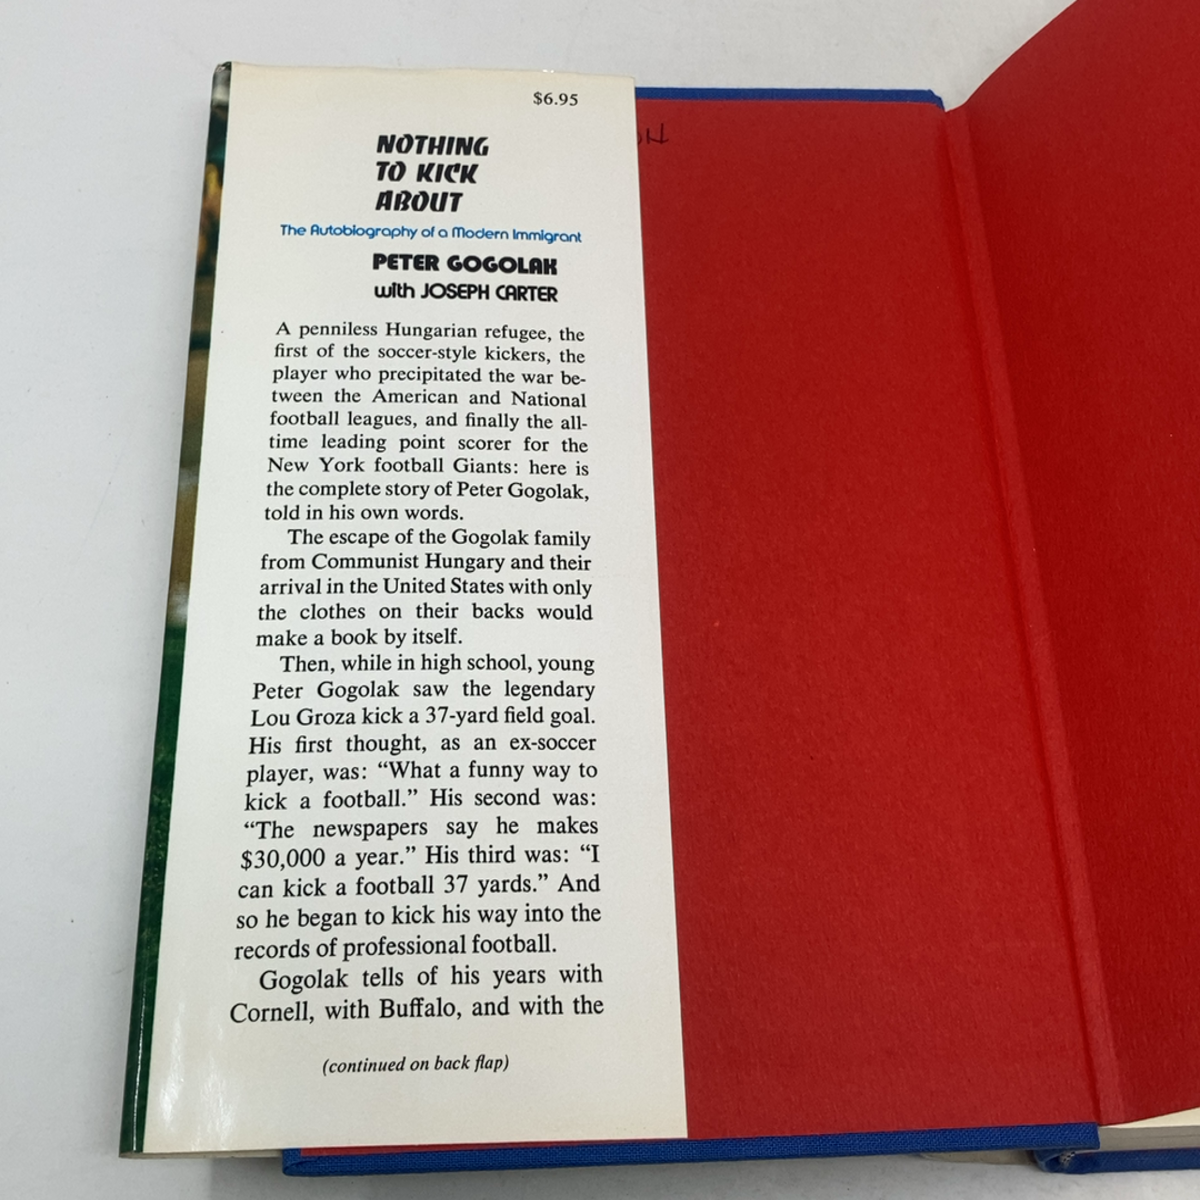 $6.95
NOTHING
TO KICK
ABOUT
The Autobiography of a Modern Immigrant
PETER GOGOLAK
with JOSEPH CARTER
A penniless Hungarian refugee, the
first of the soccer-style kickers, the
player who precipitated the war be-
tween the American and National
football leagues, and finally the all-
time leading point scorer for the
New York football Giants: here is
the complete story of Peter Gogolak,
told in his own words.
The escape of the Gogolak family
from Communist Hungary and their
arrival in the United States with only
the clothes on their backs would
make a book by itself.
Then, while in high school, young
Peter Gogolak saw the legendary
Lou Groza kick a 37-yard field goal.
His first thought, as an ex-soccer
player, was: “What a funny way to
kick a football.” His second was:
“The newspapers say he makes
$30,000 a year.” His third was: “I
can kick a football 37 yards.” And
so he began to kick his way into the
records of professional football.
Gogolak tells of his years with
Cornell, with Buffalo, and with the
(continued on back flap)